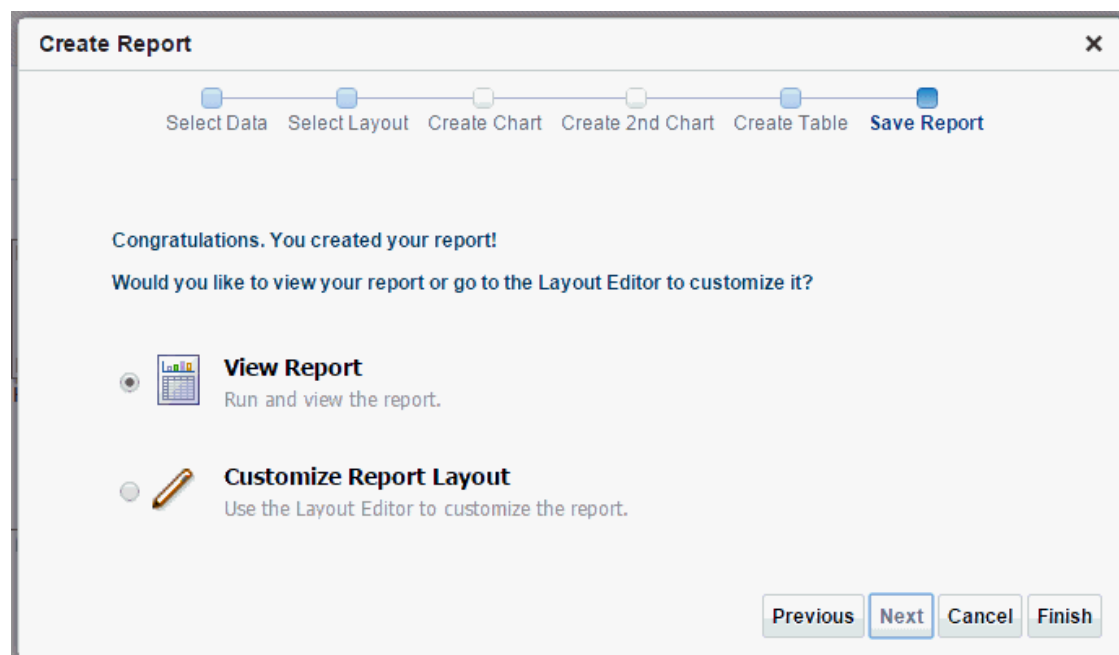 Create Report
Select Data Select Layout Create Chart Create 2nd Chart Create Table Save Report
Congratulations. You created your report!
Would you like to view your report or go to the Layout Editor to customize it?
View Report
Run and view the report.
Customize Report Layout
Use the Layout Editor to customize the report.
Previous Next Cancel Finish